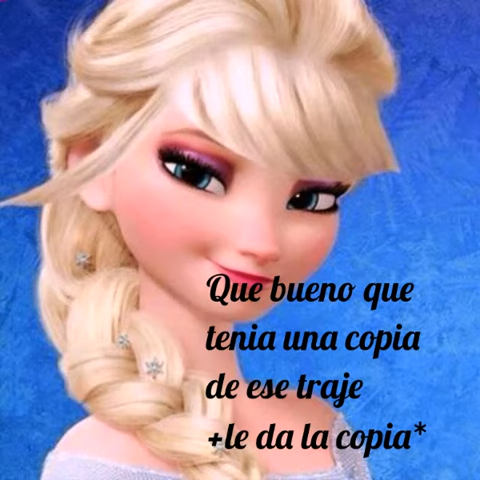 Que bueno que
tenia una copia
de ese traje
+le da la copia*